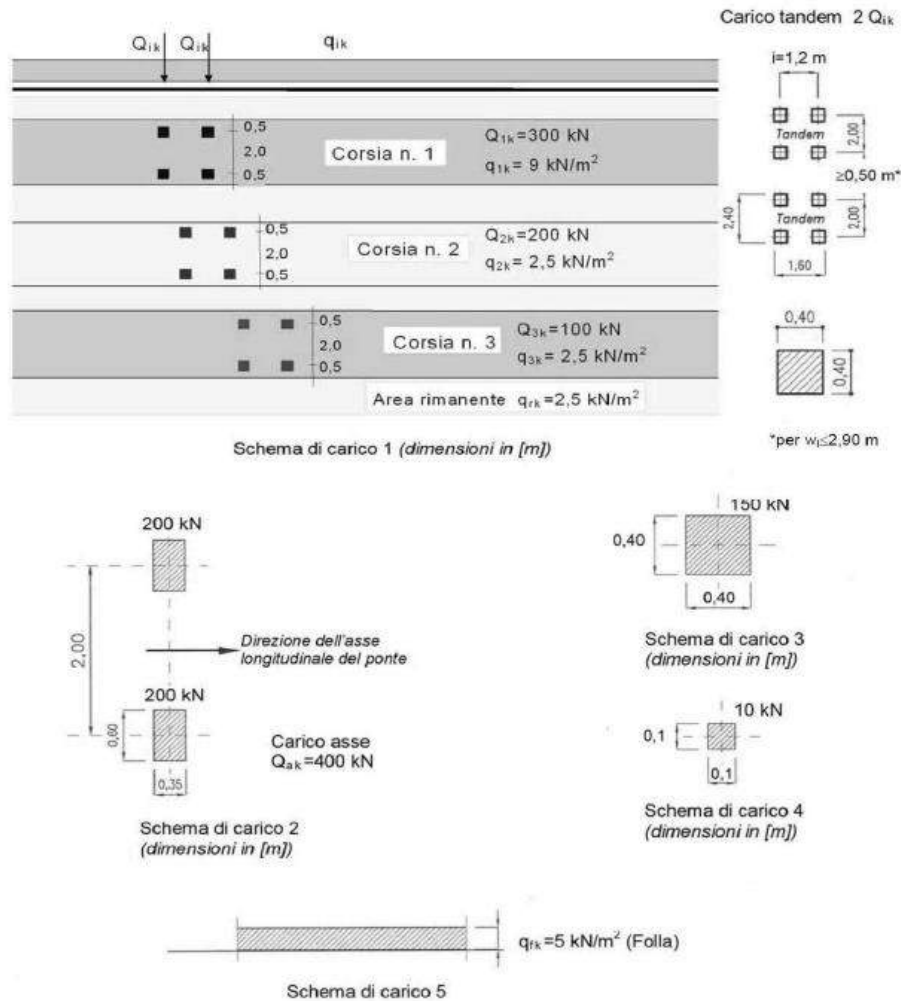 Carico tandem 2 Qik
Qik Qik qik
i=1,2 m
0,5
2,0
0,5
Corsia n. 1
Q1k=300 kN
q1k= 9 kN/m²
Tandem
2,00
≥0,50 m*
0,5
2,0
0,5
Corsia n. 2
Q2k=200 kN
q2k= 2,5 kN/m²
2,40
Tandem
2,00
1,60
0,5
2,0
0,5
Corsia n. 3
Q3k=100 kN
q3k= 2,5 kN/m²
0,40
0,40
Area rimanente qrk=2,5 kN/m²
*per wl≤2,90 m
Schema di carico 1 (dimensioni in [m])
200 kN
2,00
Direzione dell'asse
longitudinale del ponte
200 kN
0,60
0,35
Carico asse
Qak=400 kN
Schema di carico 2
(dimensioni in [m])
150 kN
0,40
0,40
Schema di carico 3
(dimensioni in [m])
10 kN
0,1
0,1
Schema di carico 4
(dimensioni in [m])
qfk=5 kN/m² (Folla)
Schema di carico 5